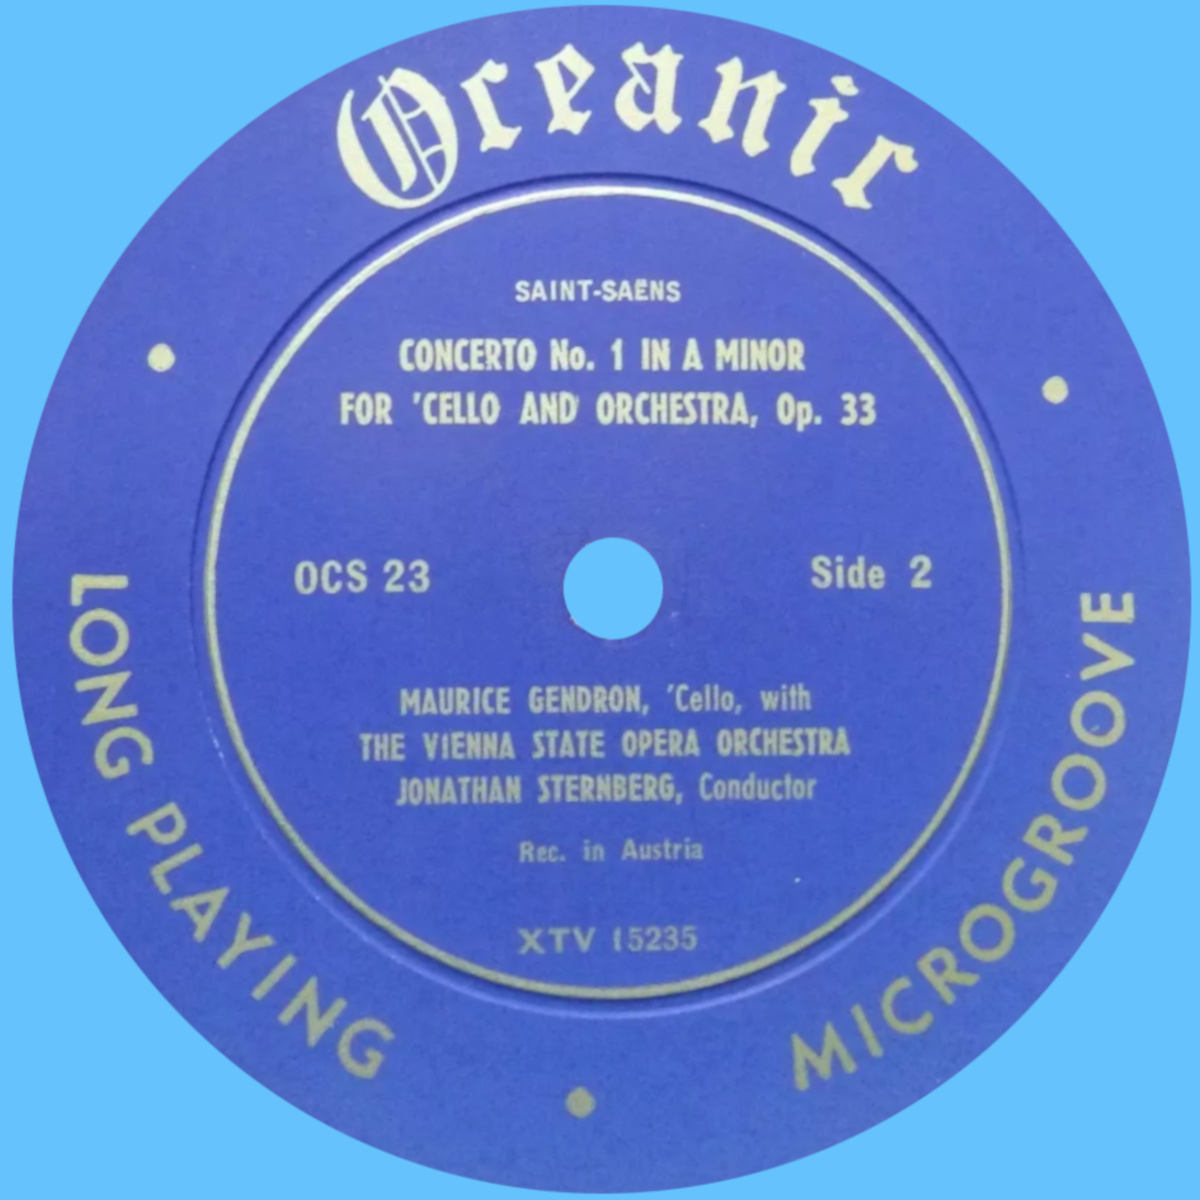 Oceanic
SAINT-SAËNS
CONCERTO No. 1 IN A MINOR
FOR 'CELLO AND ORCHESTRA, Op. 33
OCS 23
Side 2
MAURICE GENDRON, 'Cello, with
THE VIENNA STATE OPERA ORCHESTRA
JONATHAN STERNBERG, Conductor
Rec. in Austria
XTV 15235
LONG PLAYING
MICROGROOVE